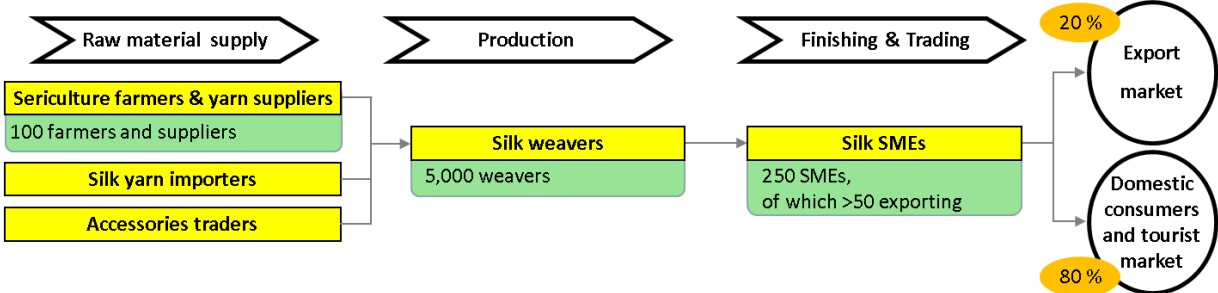 Raw material supply
Production
Finishing & Trading
20 %
Export
market
Sericulture farmers & yarn suppliers
100 farmers and suppliers
Silk yarn importers
Accessories traders
Silk weavers
5,000 weavers
Silk SMEs
250 SMEs,
of which >50 exporting
Domestic
consumers
and tourist
market
80 %